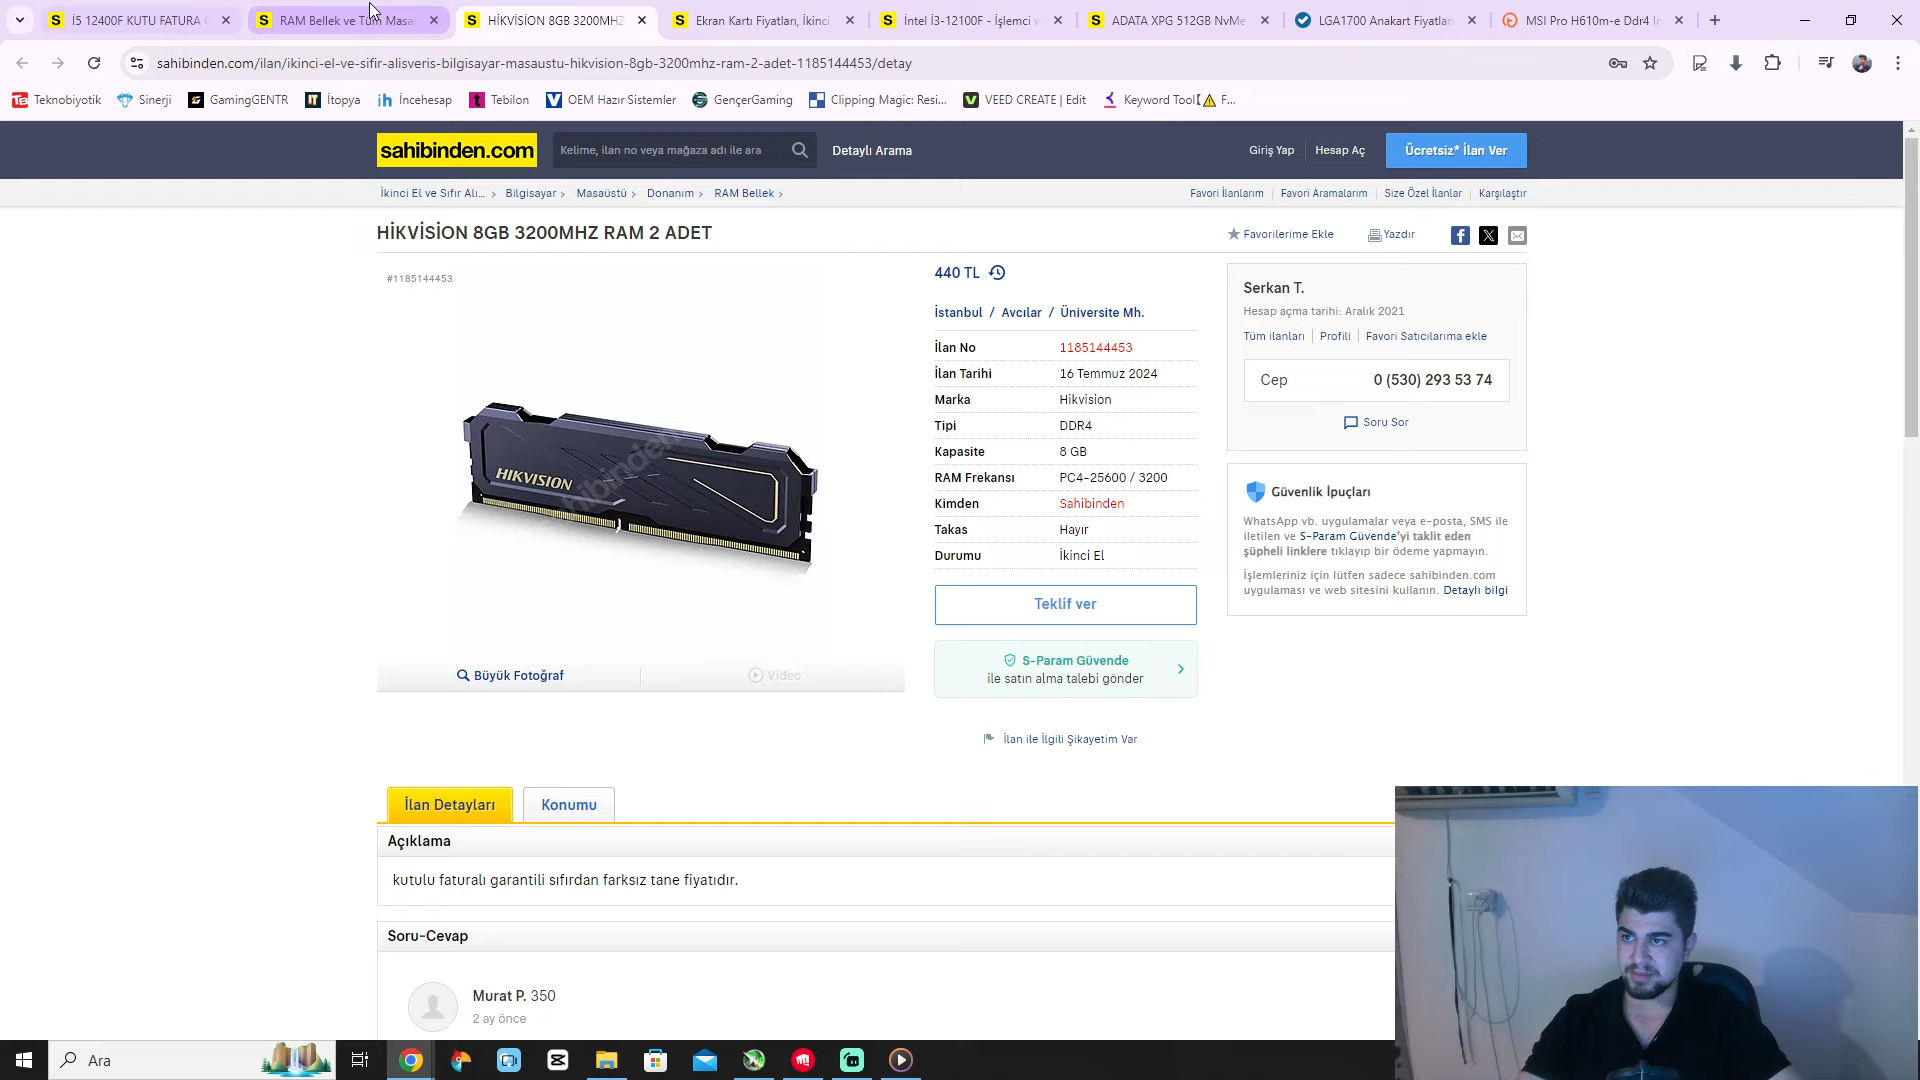 İ5 12400F KUTU FATURA
RAM Bellek ve Tüm Masa
HİKVİSİON 8GB 3200MHZ
Ekran Kartı Fiyatları, İkinci
İntel İ3-12100F - İşlemci v
ADATA XPG 512GB NvMe
LGA1700 Anakart Fiyatları
MSI Pro H610m-e Ddr4
sahibinden.com/ilan/ikinci-el-ve-sifir-alisveris-bilgisayar-masaustu-hikvision-8gb-3200mhz-ram-2-adet-1185144453/detay
Teknobiyotik
Sinerji
GamingGENTR
İtopya
İncehesap
Tebilon
OEM Hazır Sistemler
GençerGaming
Clipping Magic: Resi...
VEED CREATE | Edit
Keyword Tool【⚠ F...
sahibinden.com
Kelime, ilan no veya mağaza adı ile ara
Detaylı Arama
Giriş Yap
Hesap Aç
Ücretsiz* İlan Ver
İkinci El ve Sıfır Alı... > Bilgisayar > Masaüstü > Donanım > RAM Bellek >
Favori İlanlarım
Favori Aramalarım
Size Özel İlanlar
Karşılaştır
HİKVİSİON 8GB 3200MHZ RAM 2 ADET
Favorilerime Ekle
Yazdır
#1185144453
HIKVISION
sahibinden
Büyük Fotoğraf
Video
440 TL
İstanbul / Avcılar / Üniversite Mh.
İlan No 1185144453
İlan Tarihi 16 Temmuz 2024
Marka Hikvision
Tipi DDR4
Kapasite 8 GB
RAM Frekansı PC4-25600 / 3200
Kimden Sahibinden
Takas Hayır
Durumu İkinci El
Teklif ver
S-Param Güvende
ile satın alma talebi gönder
İlan ile İlgili Şikayetim Var
Serkan T.
Hesap açma tarihi: Aralık 2021
Tüm ilanları
Profili
Favori Satıcılarıma ekle
Cep 0 (530) 293 53 74
Soru Sor
Güvenlik İpuçları
WhatsApp vb. uygulamalar veya e-posta, SMS ile
iletilen ve S-Param Güvende'yi taklit eden
şüpheli linklere tıklayıp bir ödeme yapmayın.
İşlemleriniz için lütfen sadece sahibinden.com
uygulaması ve web sitesini kullanın. Detaylı bilgi
İlan Detayları
Konumu
Açıklama
kutulu faturalı garantili sıfırdan farksız tane fiyatıdır.
Soru-Cevap
Murat P. 350
2 ay önce
Ara